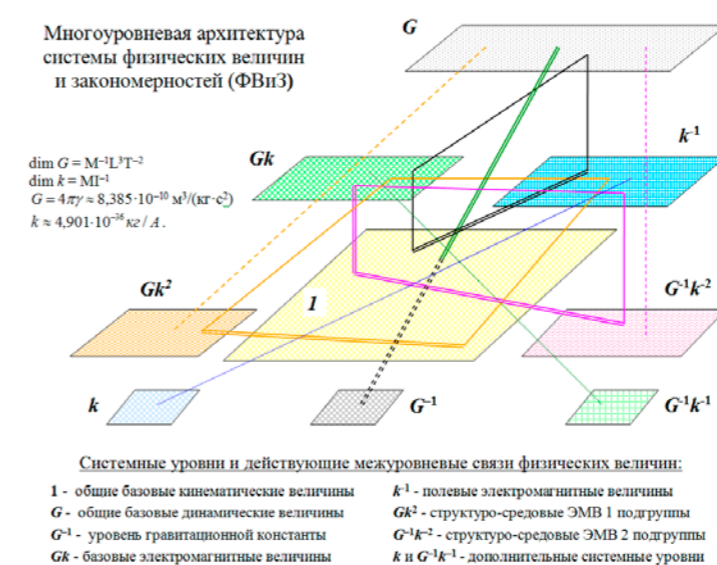 Многоуровневая архитектура
системы физических величин
и закономерностей (ФВиЗ)
G
k⁻¹
Gk
dim G = M⁻¹L³T⁻²
dim k = MI⁻¹
G = 4πγ ≈ 8,385·10⁻¹⁰ м³/(кг·с²)
k ≈ 4,901·10⁻³⁶ кг / А .
Gk²
1
G⁻¹k⁻²
k
G⁻¹
G⁻¹k⁻¹
Системные уровни и действующие межуровневые связи физических величин:
1 - общие базовые кинематические величины
G - общие базовые динамические величины
G⁻¹ - уровень гравитационной константы
Gk - базовые электромагнитные величины
k⁻¹ - полевые электромагнитные величины
Gk² - структуро-средовые ЭМВ 1 подгруппы
G⁻¹k⁻² - структуро-средовые ЭМВ 2 подгруппы
k и G⁻¹k⁻¹ - дополнительные системные уровни